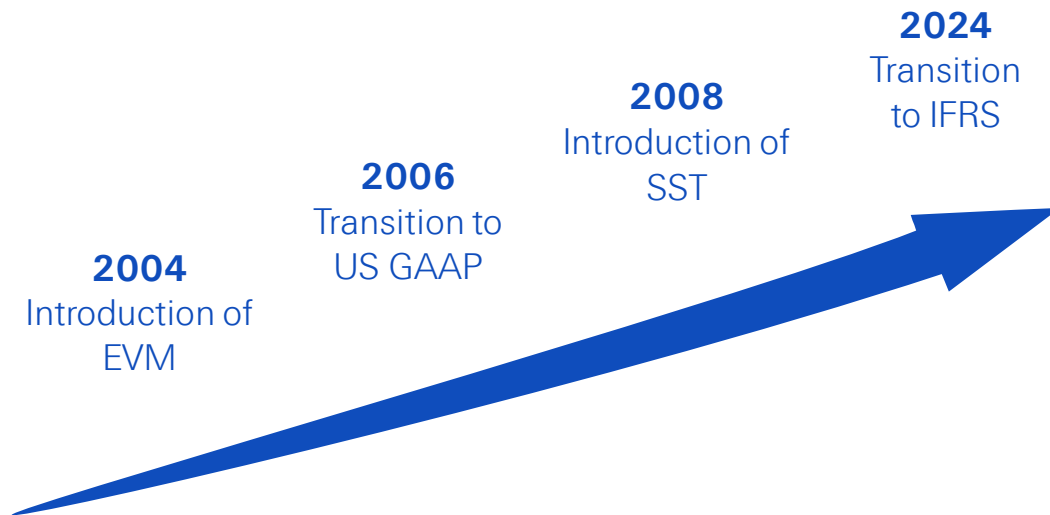 2004
Introduction of
EVM
2006
Transition to
US GAAP
2008
Introduction of
SST
2024
Transition
to IFRS